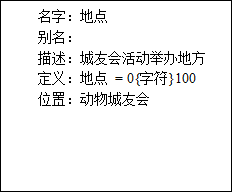 名字：地点
别名：
描述：城友会活动举办地方
定义：地点 = 0{字符}100
位置：动物城友会